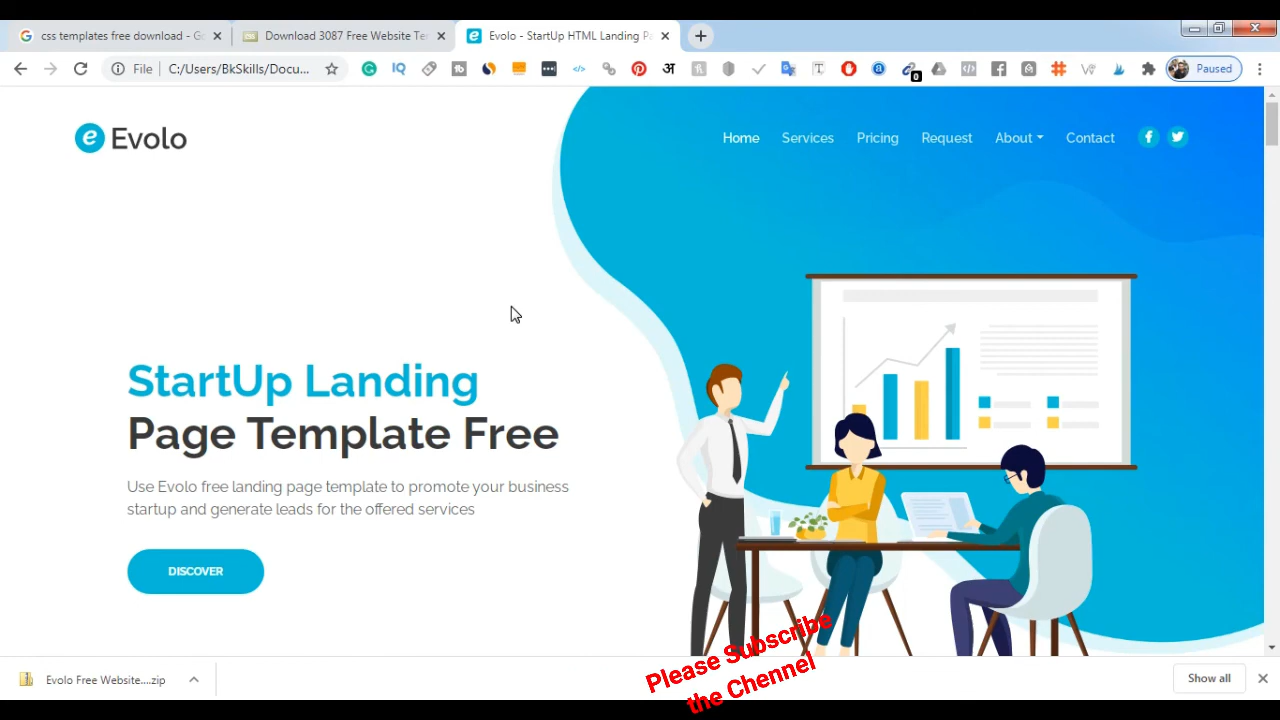 css templates free download - G
Download 3087 Free Website Te
Evolo - StartUp HTML Landing P
File
C:/Users/BkSkills/Docu...
अ
0
Paused
e Evolo
Home
Services
Pricing
Request
About
Contact
StartUp Landing
Page Template Free
Use Evolo free landing page template to promote your business
startup and generate leads for the offered services
DISCOVER
Please Subscribe
the Chennel
Evolo Free Website....zip
Show all